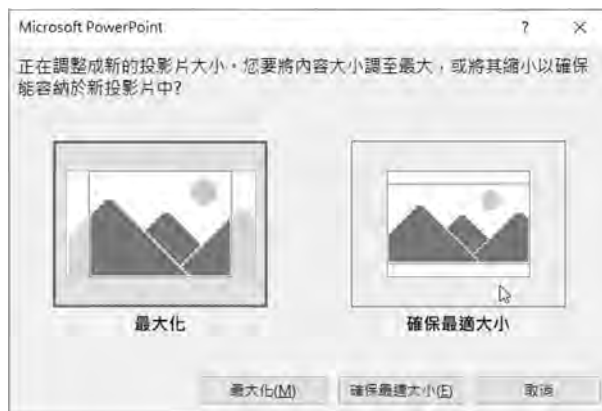 Microsoft PowerPoint ? ×
正在調整成新的投影片大小。您要將內容大小調至最大，或將其縮小以確保
能容納於新投影片中?
最大化
確保最適大小
最大化(M) 確保最適大小(E) 取消